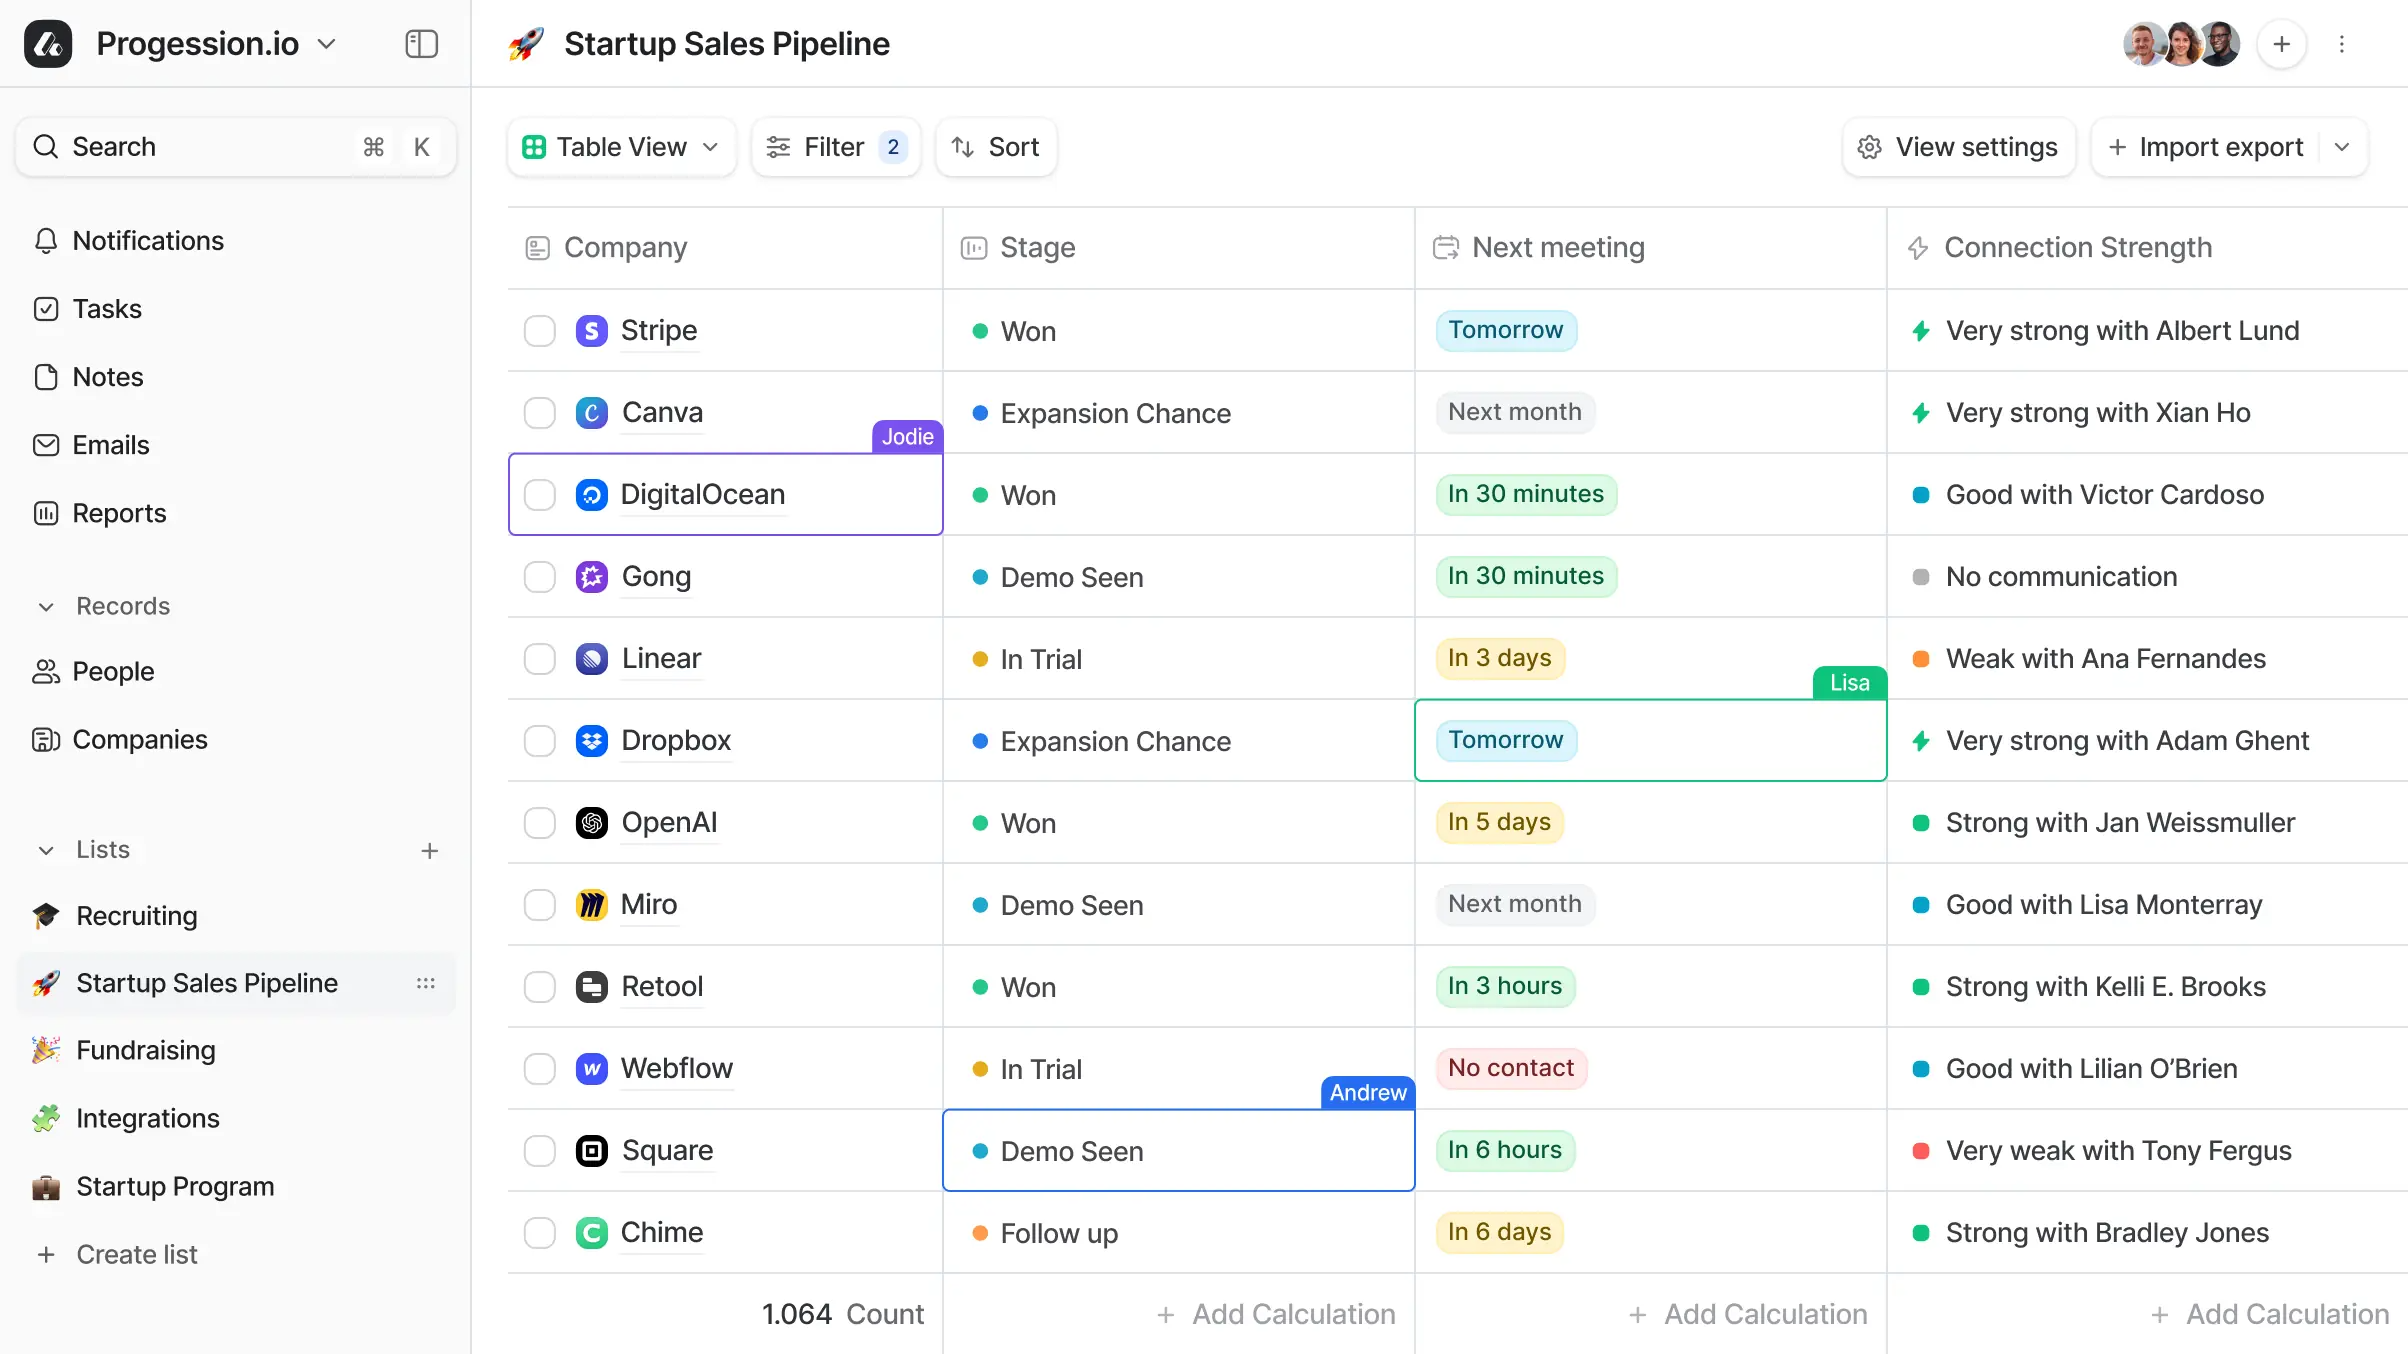 Progession.io
Startup Sales Pipeline
Search ⌘ K
Table View
Filter 2
Sort
View settings
Import export
Notifications
Tasks
Notes
Emails
Reports
Records
People
Companies
Lists
Recruiting
Startup Sales Pipeline
Fundraising
Integrations
Startup Program
Create list
Company Stage Next meeting Connection Strength
Stripe Won Tomorrow Very strong with Albert Lund
Canva Expansion Chance Next month Very strong with Xian Ho
Jodie
DigitalOcean Won In 30 minutes Good with Victor Cardoso
Gong Demo Seen In 30 minutes No communication
Linear In Trial In 3 days Weak with Ana Fernandes
Lisa
Dropbox Expansion Chance Tomorrow Very strong with Adam Ghent
OpenAI Won In 5 days Strong with Jan Weissmuller
Miro Demo Seen Next month Good with Lisa Monterray
Retool Won In 3 hours Strong with Kelli E. Brooks
Webflow In Trial No contact Good with Lilian O’Brien
Andrew
Square Demo Seen In 6 hours Very weak with Tony Fergus
Chime Follow up In 6 days Strong with Bradley Jones
1.064 Count + Add Calculation + Add Calculation + Add Calculation